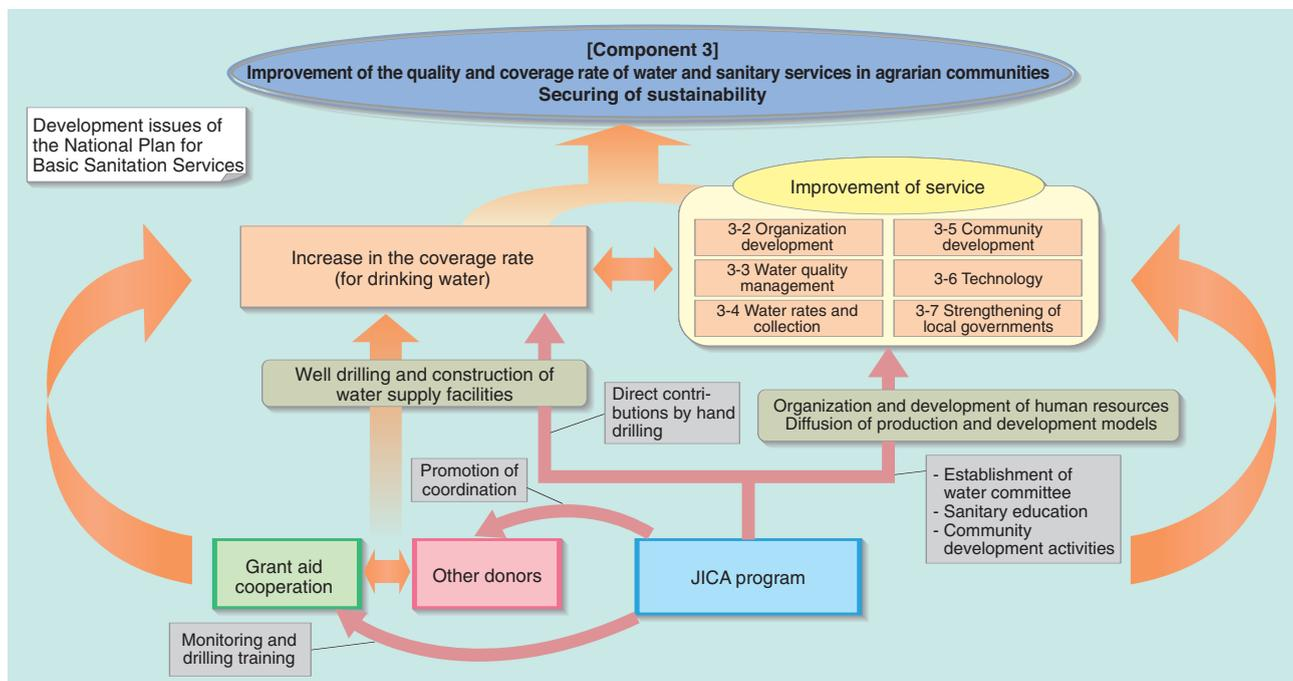 [Component 3]
Improvement of the quality and coverage rate of water and sanitary services in agrarian communities
Securing of sustainability
Development issues of
the National Plan for
Basic Sanitation Services
Improvement of service
3-2 Organization
development
3-5 Community
development
3-3 Water quality
management
3-6 Technology
3-4 Water rates and
collection
3-7 Strengthening of
local governments
Increase in the coverage rate
(for drinking water)
Well drilling and construction of
water supply facilities
Direct contri-
butions by hand
drilling
Organization and development of human resources
Diffusion of production and development models
Promotion of
coordination
- Establishment of
water committee
- Sanitary education
- Community
development activities
Grant aid
cooperation
Other donors
JICA program
Monitoring and
drilling training